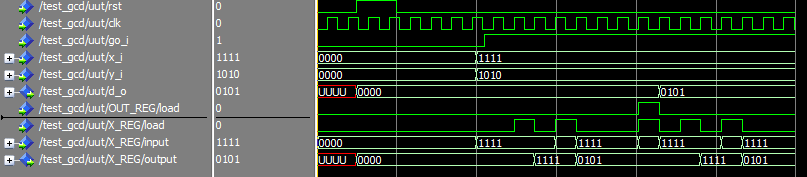 /test_gcd/uut/rst 0
/test_gcd/uut/clk 0
/test_gcd/uut/go_i 1
/test_gcd/uut/x_i 1111 0000 1111
/test_gcd/uut/y_i 1010 0000 1010
/test_gcd/uut/d_o 0101 UUUU 0000 0101
/test_gcd/uut/OUT_REG/load 0
/test_gcd/uut/X_REG/load 0
/test_gcd/uut/X_REG/input 1111 0000 1111 1111 1111 1111 1111
/test_gcd/uut/X_REG/output 0101 UUUU 0000 1111 0101 1111 0101